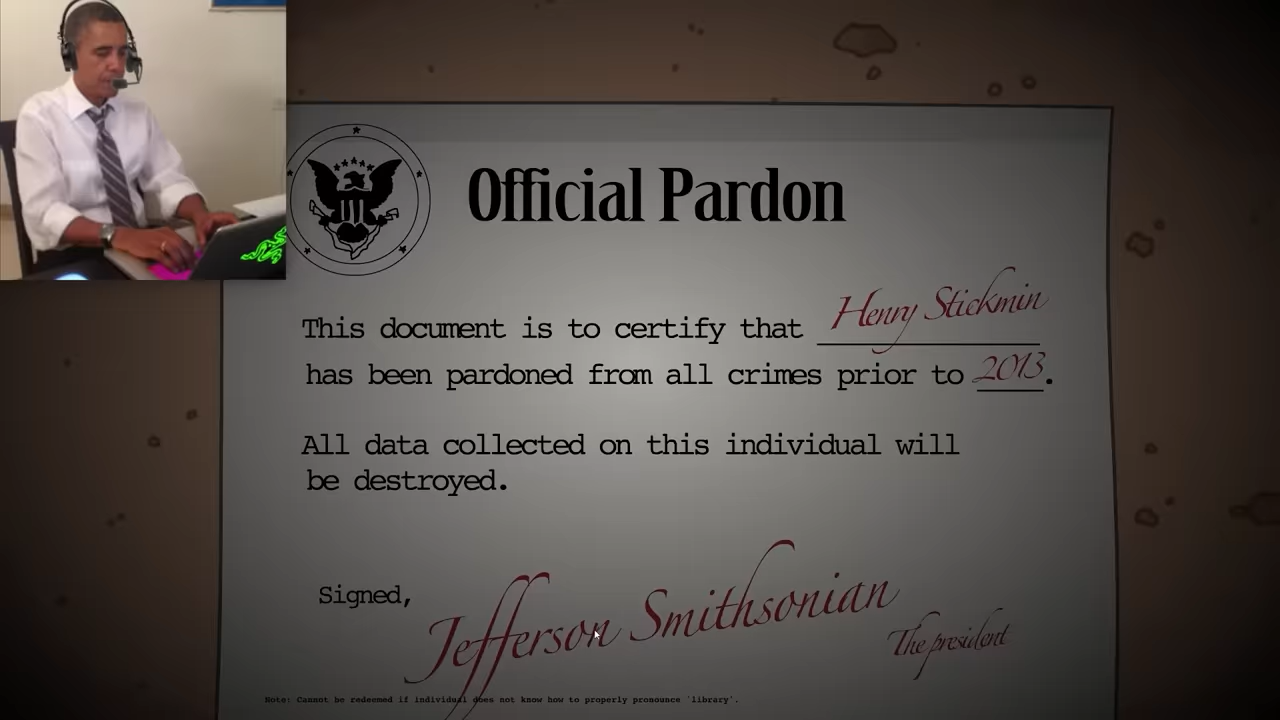 Official Pardon
This document is to certify that Henry Stickmin
has been pardoned from all crimes prior to 2013.
All data collected on this individual will
be destroyed.
Signed,
Jefferson Smithsonian
The president
Note: Cannot be redeemed if individual does not know how to properly pronounce 'library'.